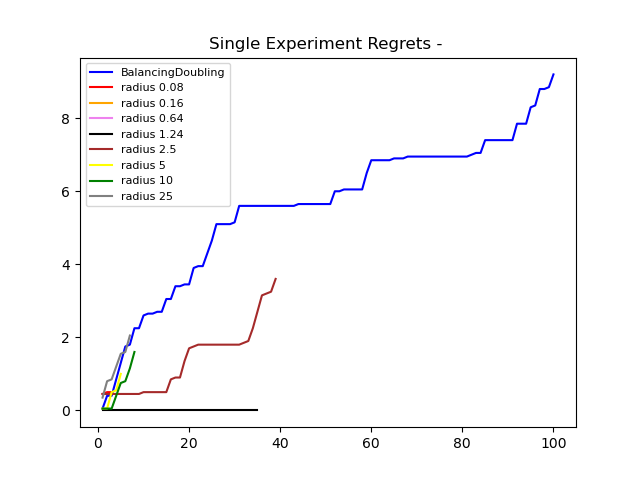 Single Experiment Regrets -
BalancingDoubling
radius 0.08
radius 0.16
radius 0.64
radius 1.24
radius 2.5
radius 5
radius 10
radius 25
8
6
4
2
0
0 20 40 60 80 100